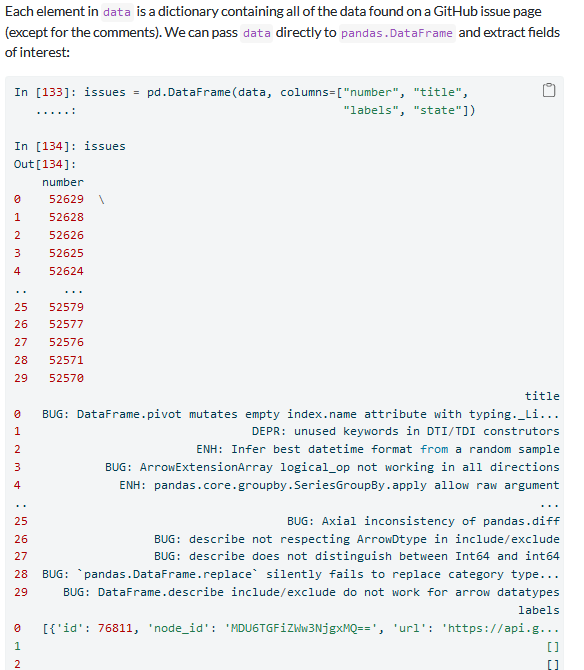 Each element in data is a dictionary containing all of the data found on a GitHub issue page
(except for the comments). We can pass data directly to pandas.DataFrame and extract fields
of interest:
In [133]: issues = pd.DataFrame(data, columns=["number", "title",
   .....:                                      "labels", "state"])
In [134]: issues
Out[134]:
    number
0    52629  \
1    52628
2    52626
3    52625
4    52624
..     ...
25   52579
26   52577
27   52576
28   52571
29   52570
title
0   BUG: DataFrame.pivot mutates empty index.name attribute with typing._Li...
1   DEPR: unused keywords in DTI/TDI construtors
2   ENH: Infer best datetime format from a random sample
3   BUG: ArrowExtensionArray logical_op not working in all directions
4   ENH: pandas.core.groupby.SeriesGroupBy.apply allow raw argument
..  ...
25  BUG: Axial inconsistency of pandas.diff
26  BUG: describe not respecting ArrowDtype in include/exclude
27  BUG: describe does not distinguish between Int64 and int64
28  BUG: `pandas.DataFrame.replace` silently fails to replace category type...
29  BUG: DataFrame.describe include/exclude do not work for arrow datatypes
labels
0   [{'id': 76811, 'node_id': 'MDU6TGFiZWw3NjgxMQ==', 'url': 'https://api.g...
1   []
2   []